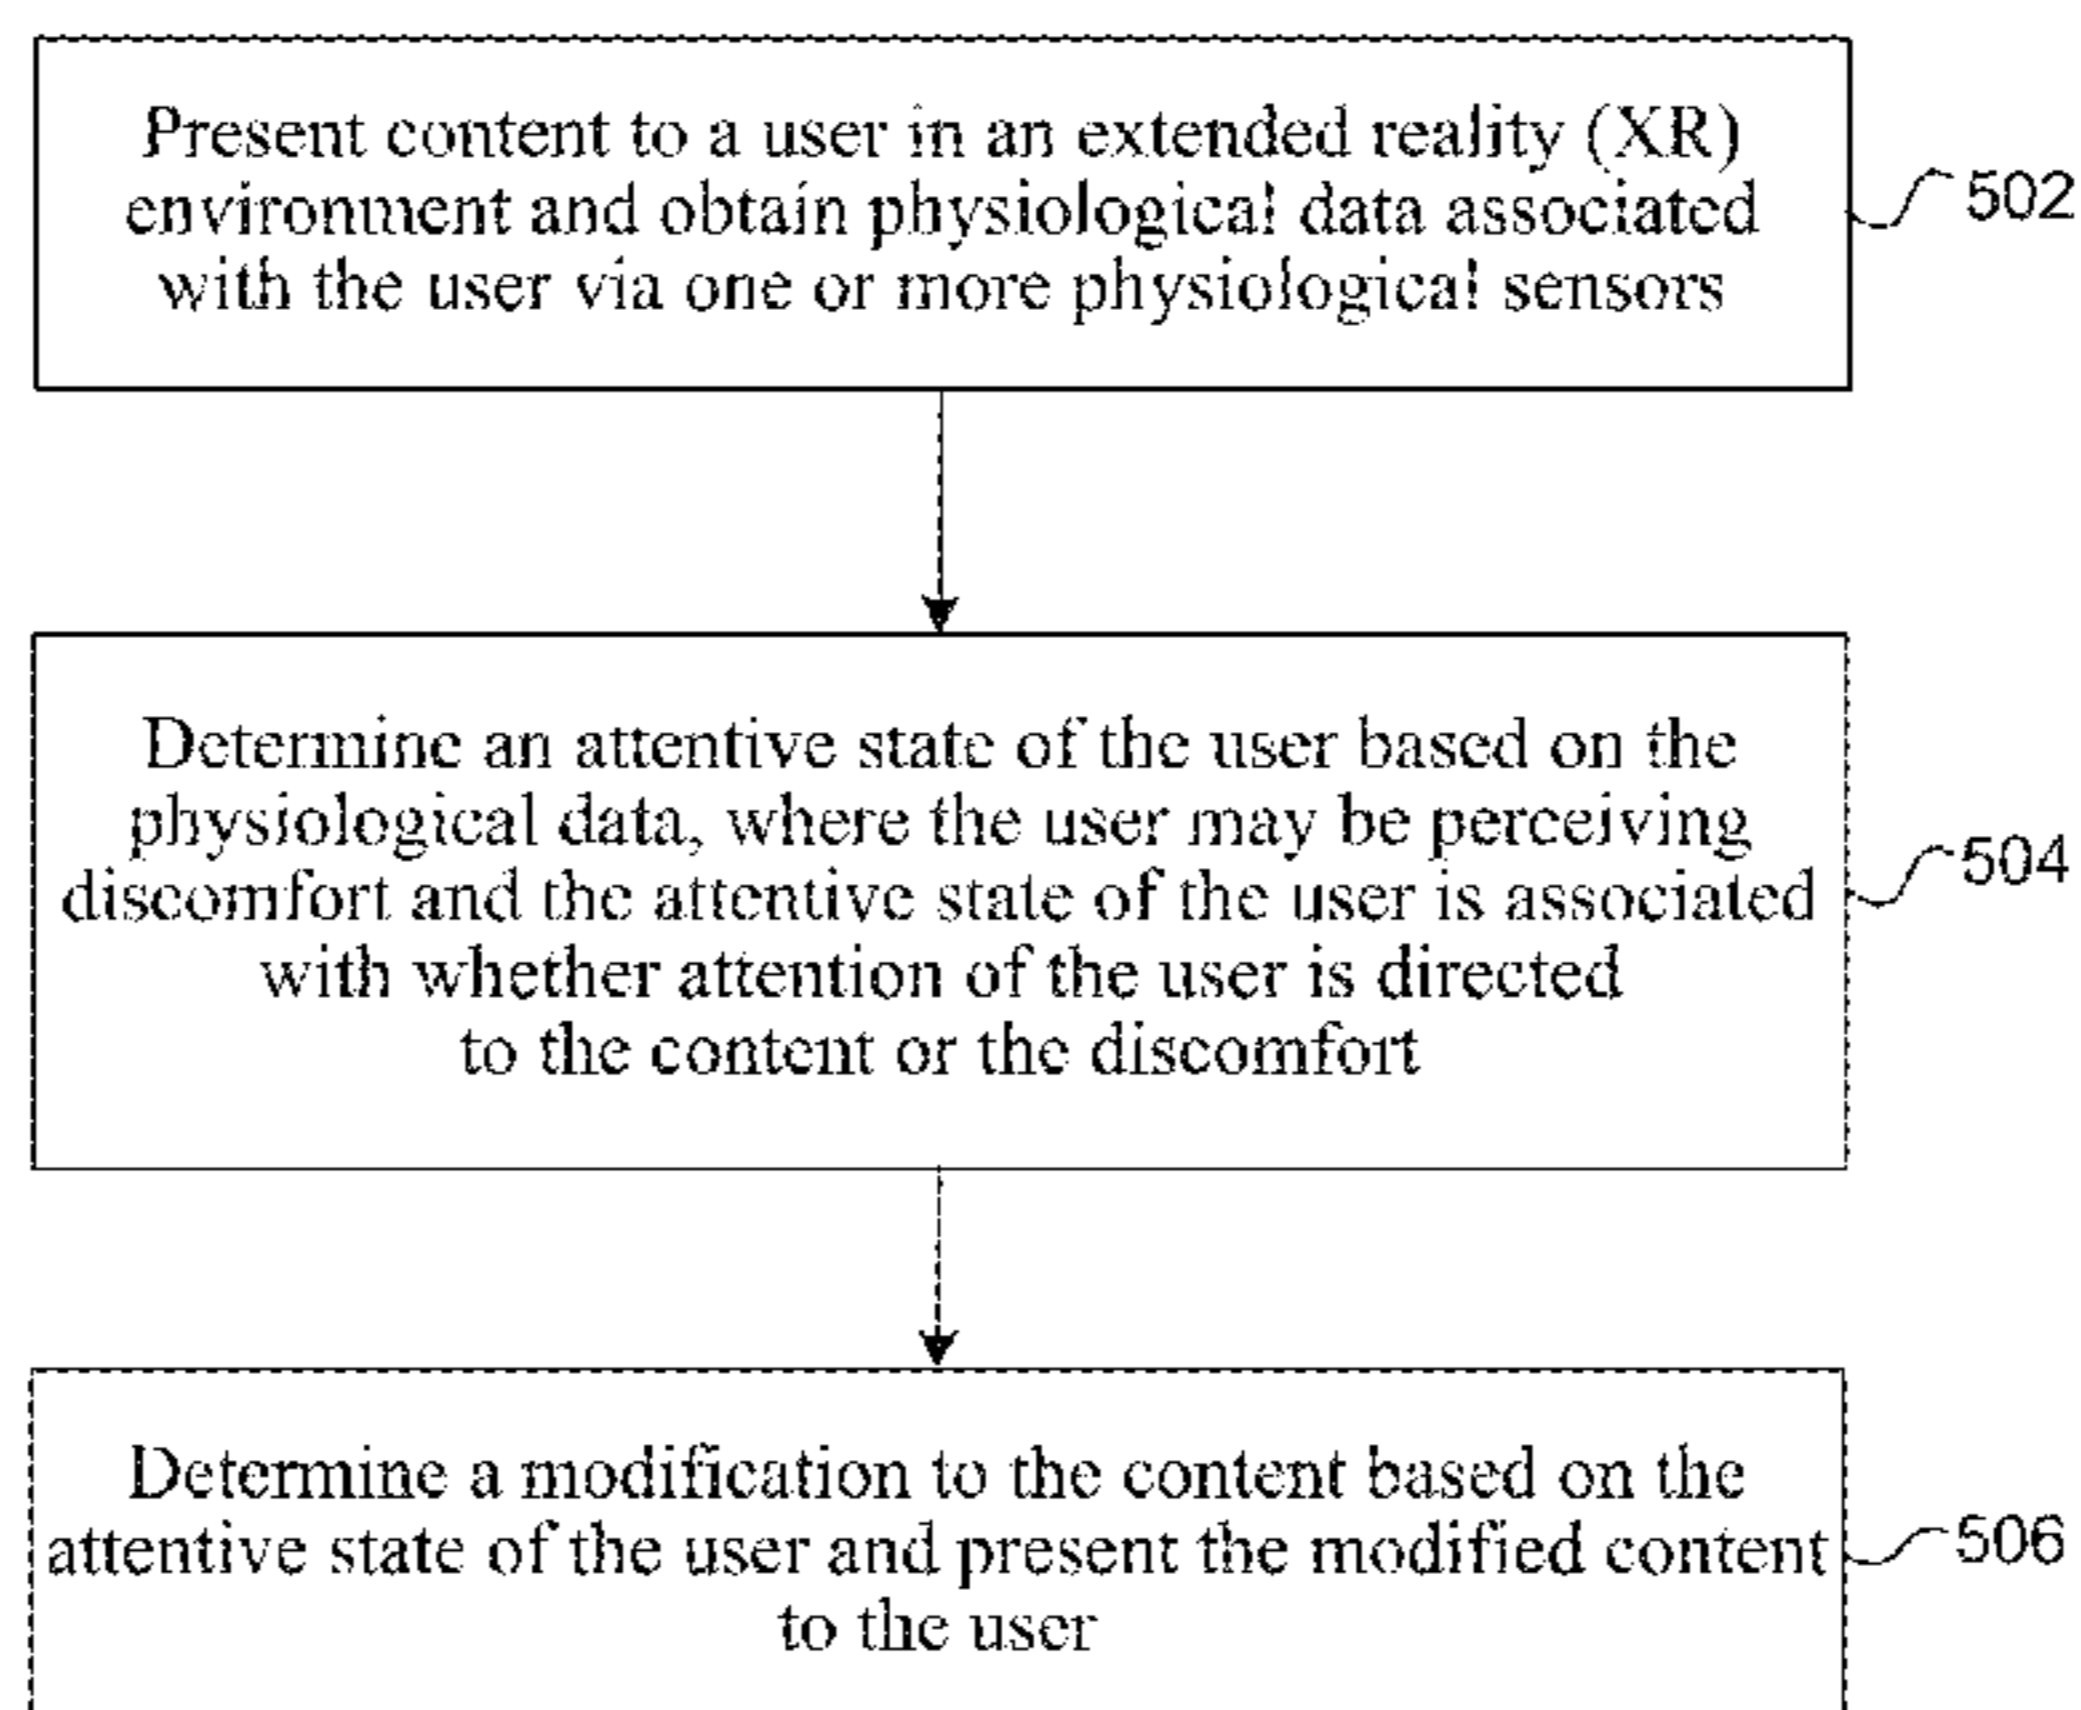 Present content to a user in an extended reality (XR)
environment and obtain physiological data associated
with the user via one or more physiological sensors
502
Determine an attentive state of the user based on the
physiological data, where the user may be perceiving
discomfort and the attentive state of the user is associated
with whether attention of the user is directed
to the content or the discomfort
504
Determine a modification to the content based on the
attentive state of the user and present the modified content
to the user
506